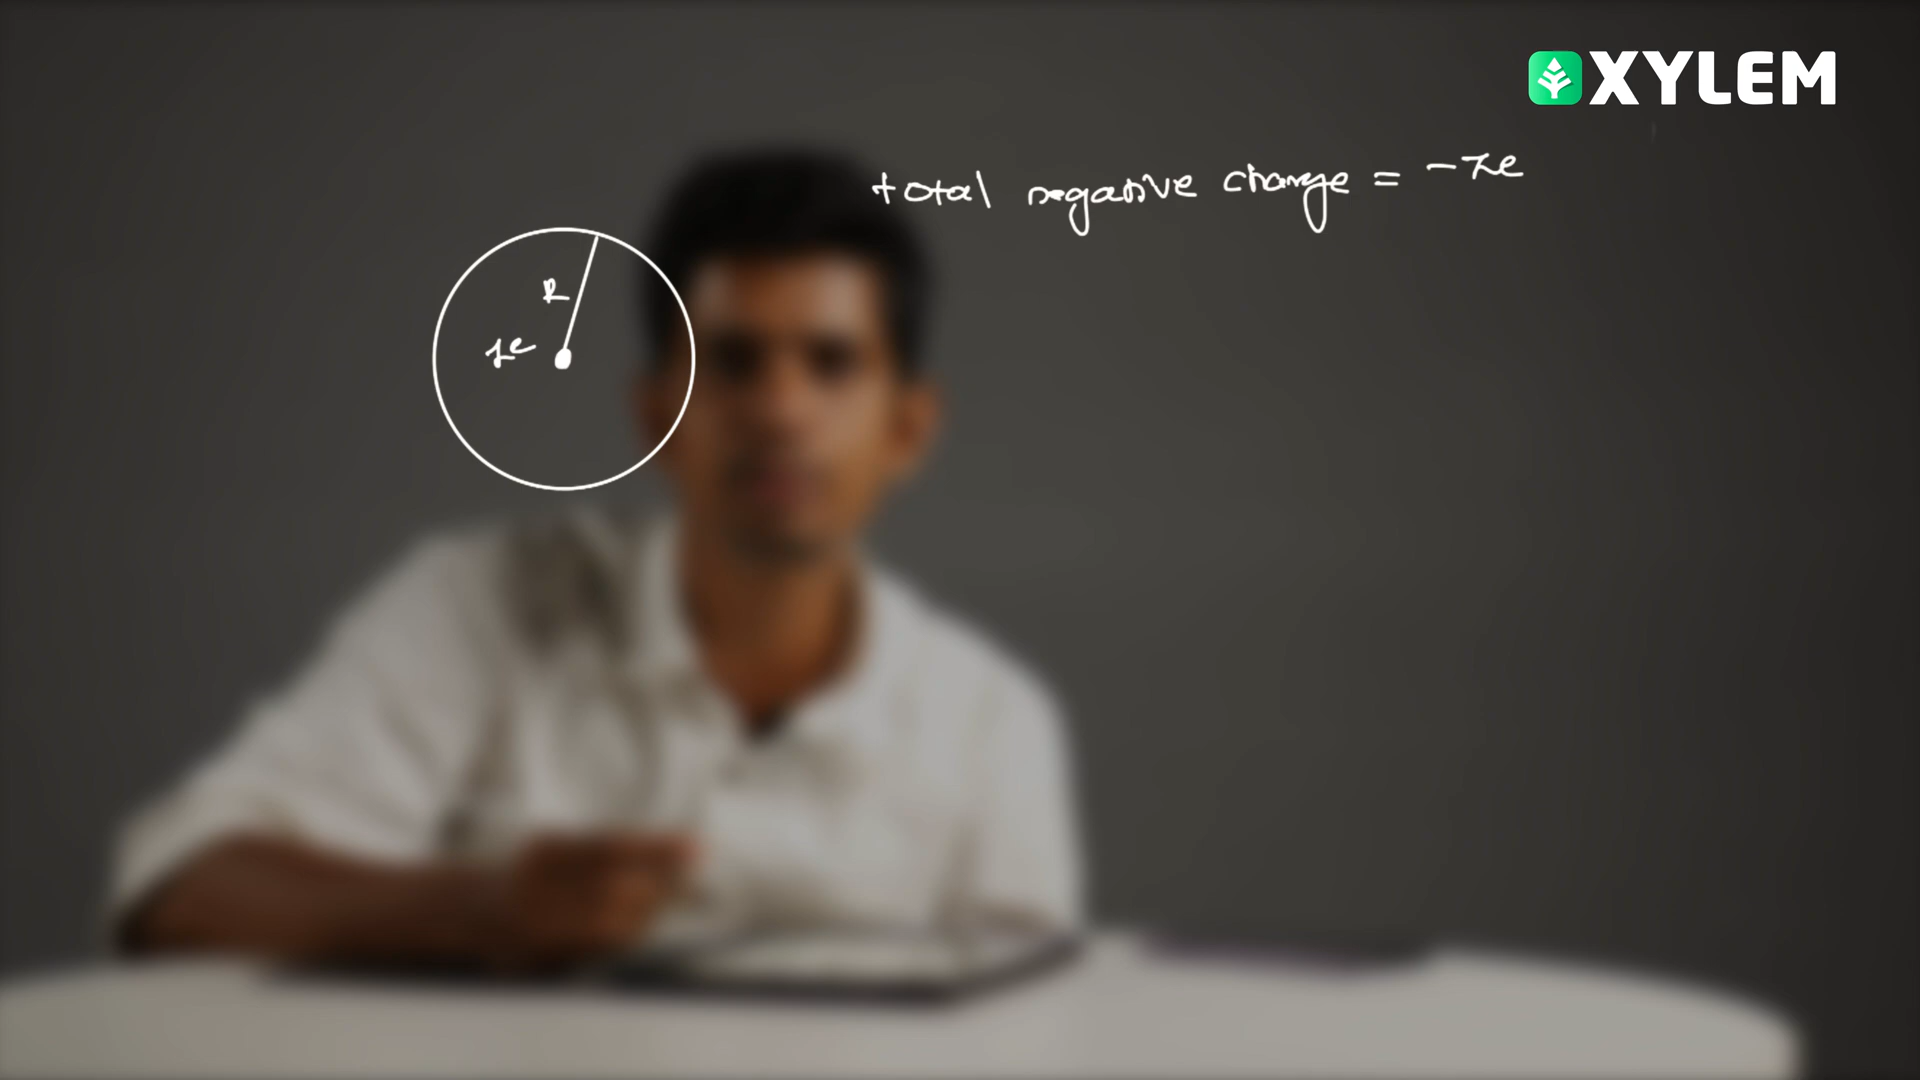 XYLEM
total negative charge = -ze
R
ze